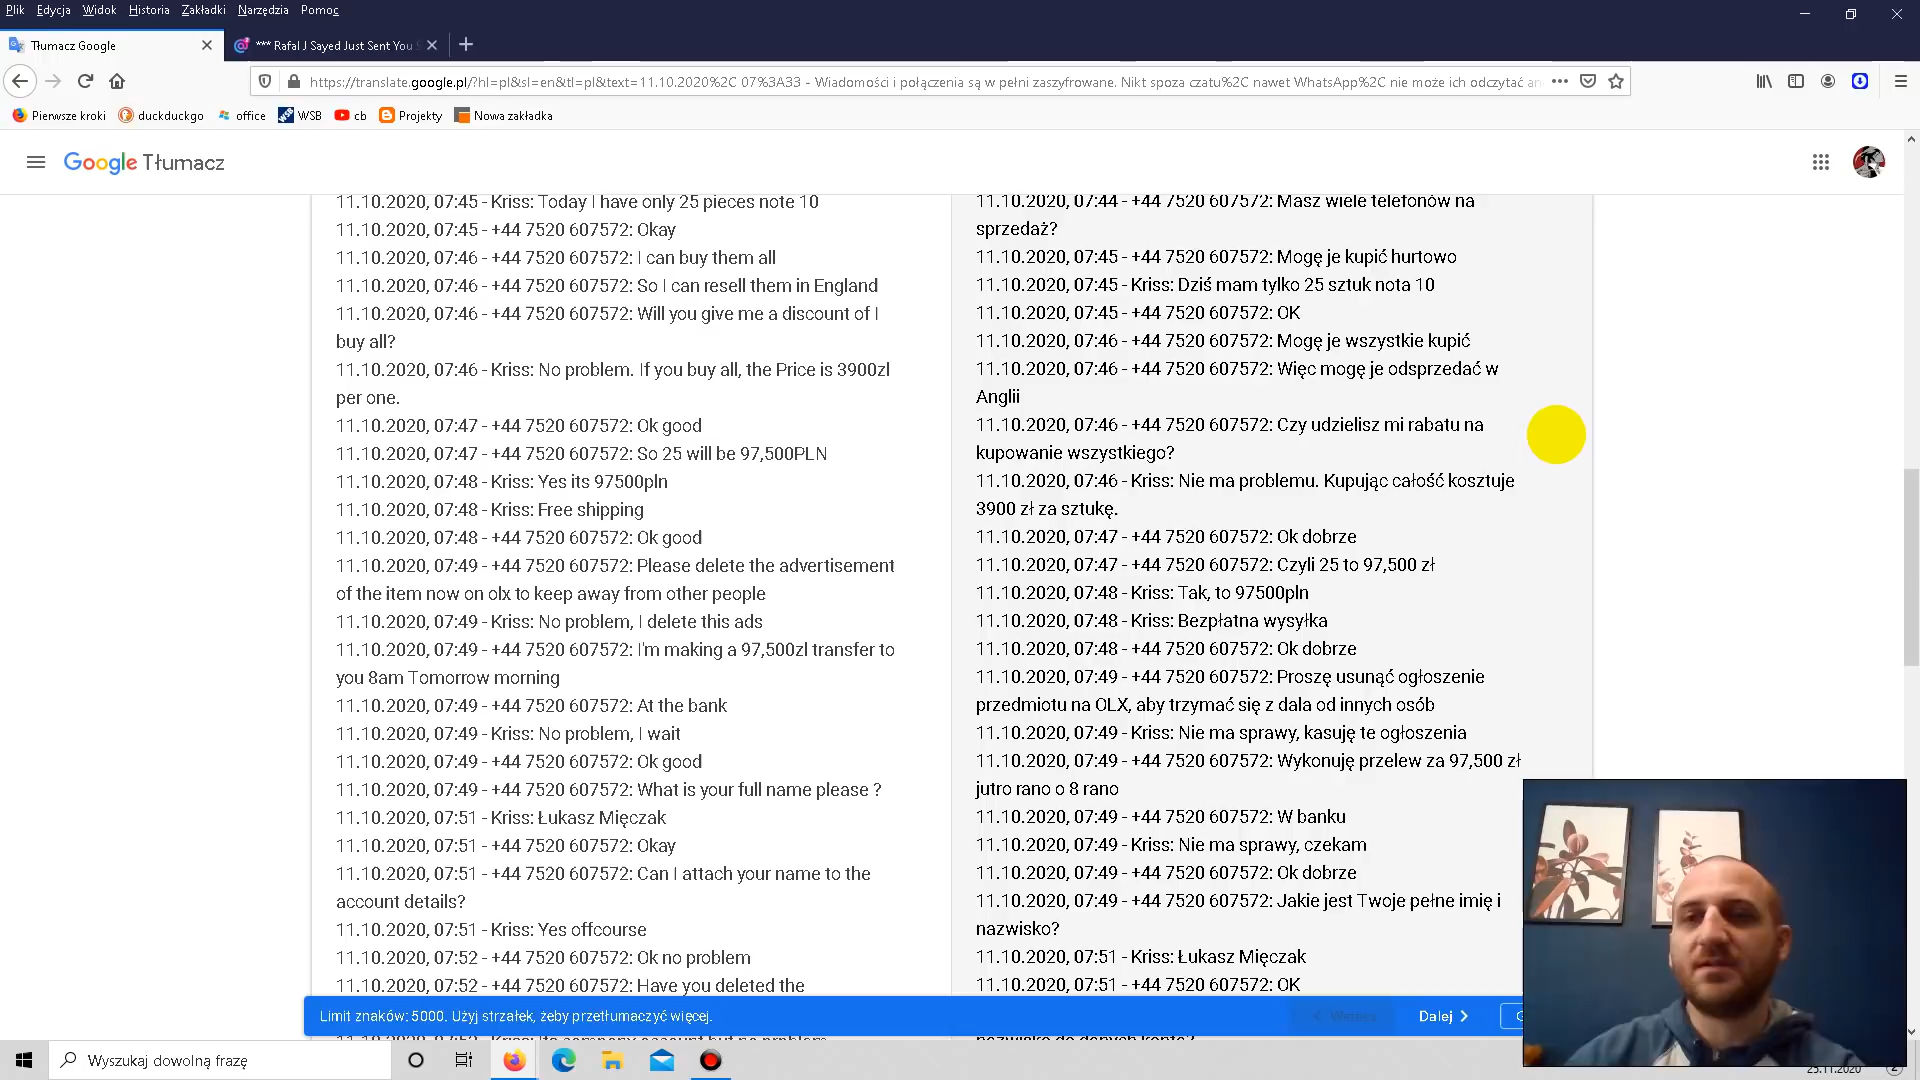 Plik Edycja Widok Historia Zakładki Narzędzia Pomoc
Tłumacz Google
*** Rafal J Sayed Just Sent You
https://translate.google.pl/?hl=pl&sl=en&tl=pl&text=11.10.2020%2C 07%3A33 - Wiadomości i połączenia są w pełni zaszyfrowane. Nikt spoza czatu%2C nawet WhatsApp%2C nie może ich odczytać
Pierwsze kroki duckduckgo office WSB cb Projekty Nowa zakładka
Google Tłumacz
11.10.2020, 07:45 - Kriss: Today I have only 25 pieces note 10
11.10.2020, 07:45 - +44 7520 607572: Okay
11.10.2020, 07:46 - +44 7520 607572: I can buy them all
11.10.2020, 07:46 - +44 7520 607572: So I can resell them in England
11.10.2020, 07:46 - +44 7520 607572: Will you give me a discount of I
buy all?
11.10.2020, 07:46 - Kriss: No problem. If you buy all, the Price is 3900zl
per one.
11.10.2020, 07:47 - +44 7520 607572: Ok good
11.10.2020, 07:47 - +44 7520 607572: So 25 will be 97,500PLN
11.10.2020, 07:48 - Kriss: Yes its 97500pln
11.10.2020, 07:48 - Kriss: Free shipping
11.10.2020, 07:48 - +44 7520 607572: Ok good
11.10.2020, 07:49 - +44 7520 607572: Please delete the advertisement
of the item now on olx to keep away from other people
11.10.2020, 07:49 - Kriss: No problem, I delete this ads
11.10.2020, 07:49 - +44 7520 607572: I'm making a 97,500zl transfer to
you 8am Tomorrow morning
11.10.2020, 07:49 - +44 7520 607572: At the bank
11.10.2020, 07:49 - Kriss: No problem, I wait
11.10.2020, 07:49 - +44 7520 607572: Ok good
11.10.2020, 07:49 - +44 7520 607572: What is your full name please ?
11.10.2020, 07:51 - Kriss: Łukasz Mięczak
11.10.2020, 07:51 - +44 7520 607572: Okay
11.10.2020, 07:51 - +44 7520 607572: Can I attach your name to the
account details?
11.10.2020, 07:51 - Kriss: Yes offcourse
11.10.2020, 07:52 - +44 7520 607572: Ok no problem
11.10.2020, 07:52 - +44 7520 607572: Have you deleted the
11.10.2020, 07:44 - +44 7520 607572: Masz wiele telefonów na
sprzedaż?
11.10.2020, 07:45 - +44 7520 607572: Mogę je kupić hurtowo
11.10.2020, 07:45 - Kriss: Dziś mam tylko 25 sztuk nota 10
11.10.2020, 07:45 - +44 7520 607572: OK
11.10.2020, 07:46 - +44 7520 607572: Mogę je wszystkie kupić
11.10.2020, 07:46 - +44 7520 607572: Więc mogę je odsprzedać w
Anglii
11.10.2020, 07:46 - +44 7520 607572: Czy udzielisz mi rabatu na
kupowanie wszystkiego?
11.10.2020, 07:46 - Kriss: Nie ma problemu. Kupując całość kosztuje
3900 zł za sztukę.
11.10.2020, 07:47 - +44 7520 607572: Ok dobrze
11.10.2020, 07:47 - +44 7520 607572: Czyli 25 to 97,500 zł
11.10.2020, 07:48 - Kriss: Tak, to 97500pln
11.10.2020, 07:48 - Kriss: Bezpłatna wysyłka
11.10.2020, 07:48 - +44 7520 607572: Ok dobrze
11.10.2020, 07:49 - +44 7520 607572: Proszę usunąć ogłoszenie
przedmiotu na OLX, aby trzymać się z dala od innych osób
11.10.2020, 07:49 - Kriss: Nie ma sprawy, kasuję te ogłoszenia
11.10.2020, 07:49 - +44 7520 607572: Wykonuję przelew za 97,500 zł
jutro rano o 8 rano
11.10.2020, 07:49 - +44 7520 607572: W banku
11.10.2020, 07:49 - Kriss: Nie ma sprawy, czekam
11.10.2020, 07:49 - +44 7520 607572: Ok dobrze
11.10.2020, 07:49 - +44 7520 607572: Jakie jest Twoje pełne imię i
nazwisko?
11.10.2020, 07:51 - Kriss: Łukasz Mięczak
11.10.2020, 07:51 - +44 7520 607572: OK
Limit znaków: 5000. Użyj strzałek, żeby przetłumaczyć więcej.
Wstecz Dalej
Wyszukaj dowolną frazę